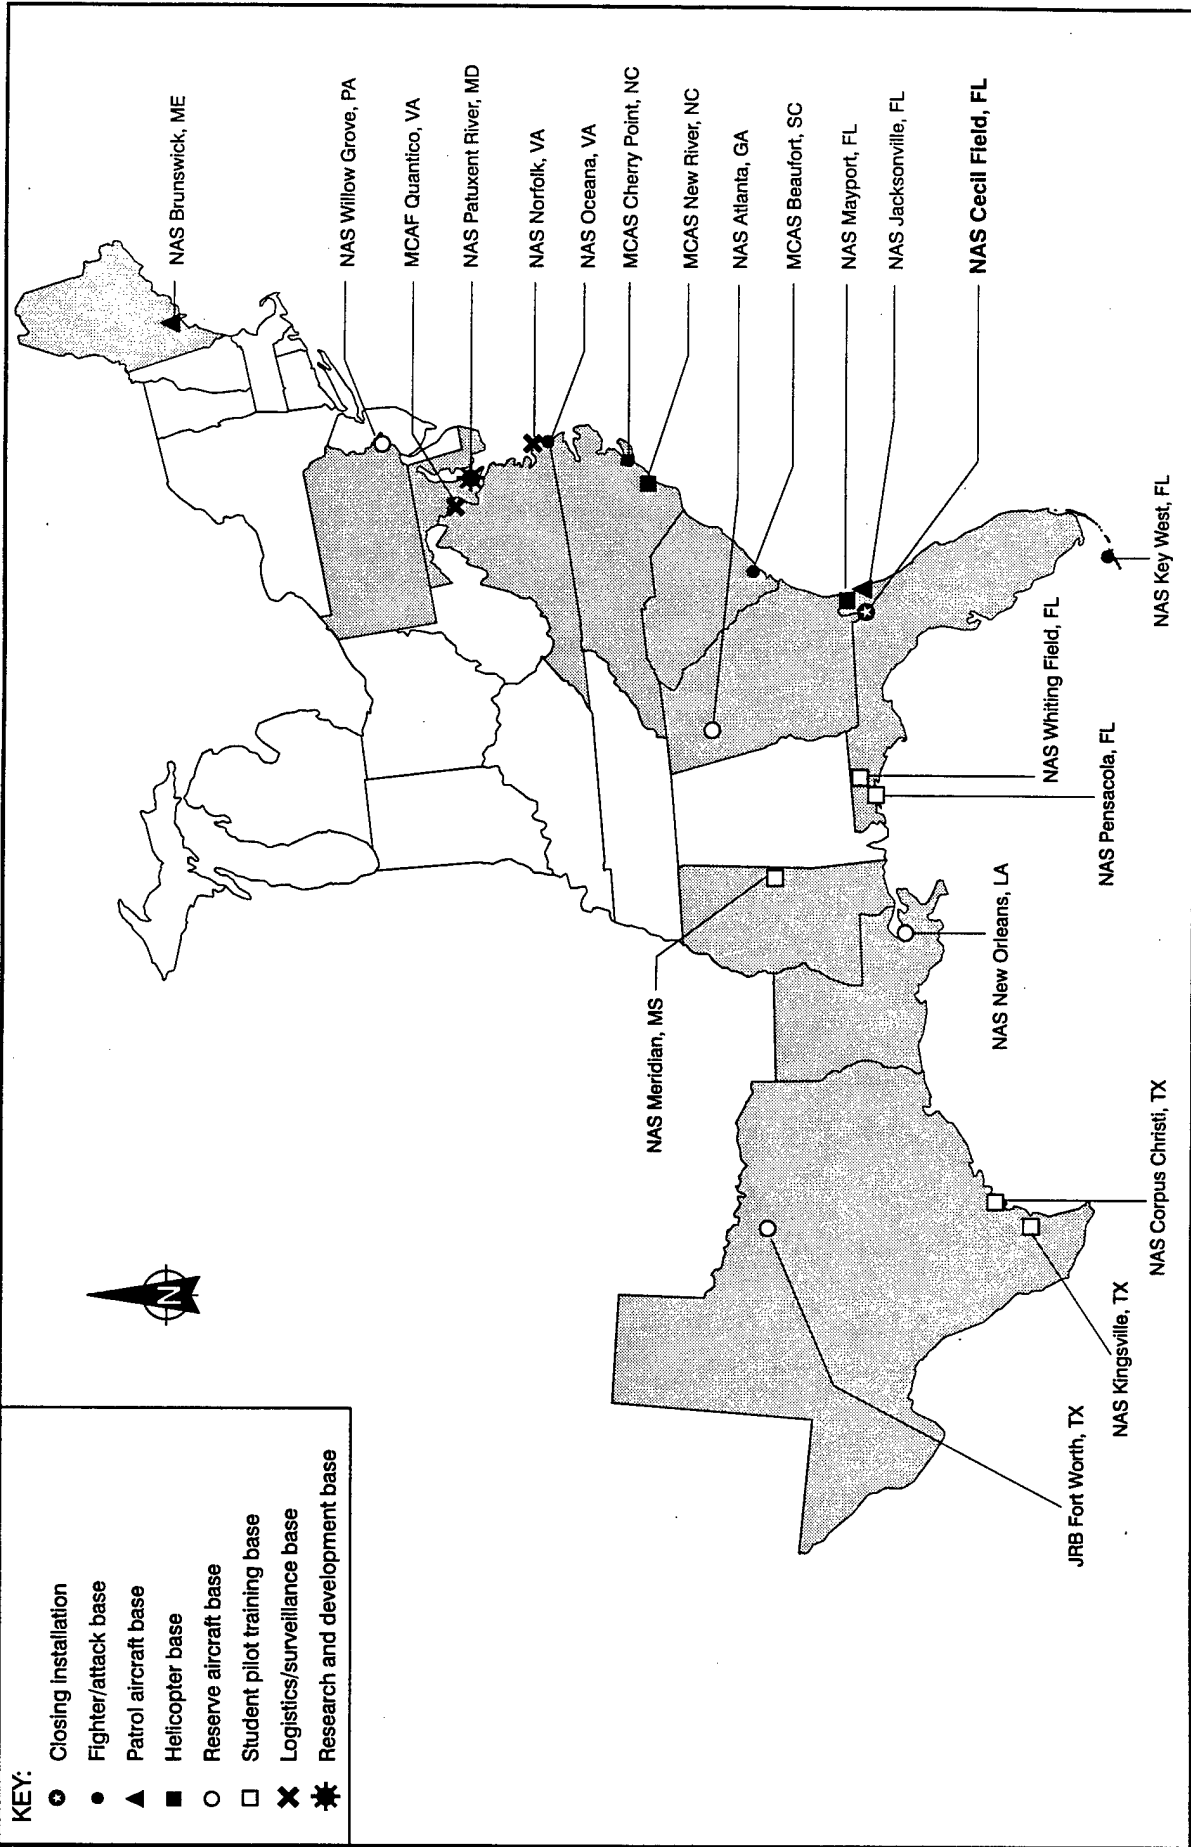 KEY:
Closing installation
Fighter/attack base
Patrol aircraft base
Helicopter base
Reserve aircraft base
Student pilot training base
Logistics/surveillance base
Research and development base
N
NAS Brunswick, ME
NAS Willow Grove, PA
MCAF Quantico, VA
NAS Patuxent River, MD
NAS Norfolk, VA
NAS Oceana, VA
MCAS Cherry Point, NC
MCAS New River, NC
NAS Atlanta, GA
MCAS Beaufort, SC
NAS Mayport, FL
NAS Jacksonville, FL
NAS Cecil Field, FL
NAS Key West, FL
NAS Whiting Field, FL
NAS Pensacola, FL
NAS Meridian, MS
NAS New Orleans, LA
NAS Corpus Christi, TX
NAS Kingsville, TX
JRB Fort Worth, TX